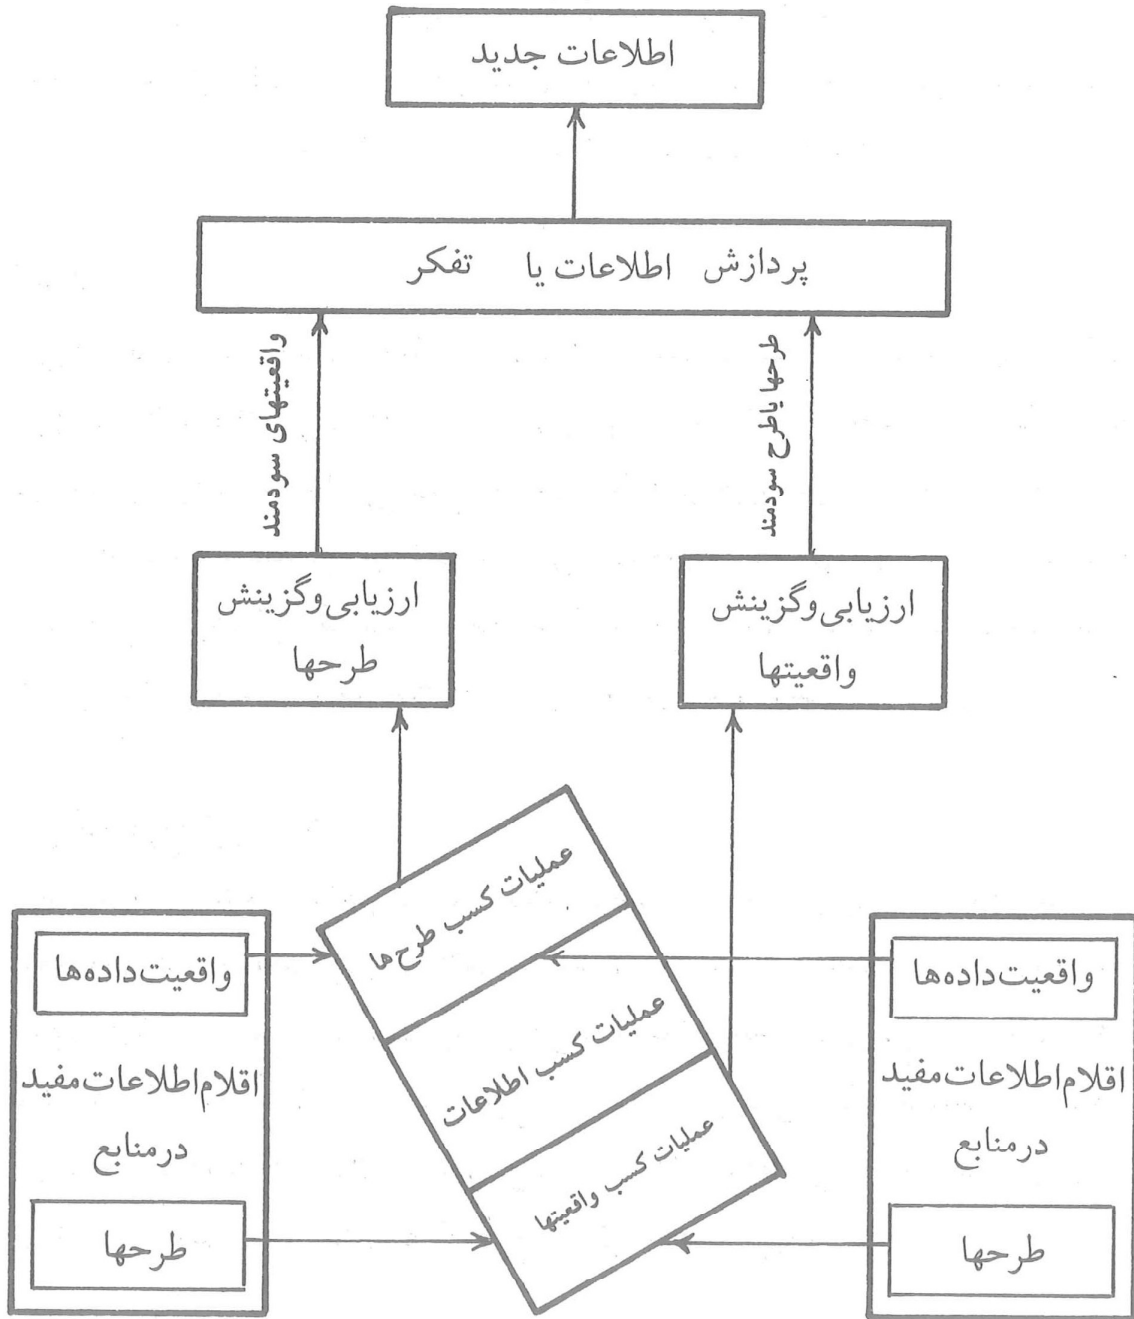 اطلاعات جدید
پردازش اطلاعات یا تفکر
طرحها یاطرح سودمند
واقعیتهای سودمند
ارزیابی وگزینش
واقعیتها
ارزیابی وگزینش
طرحها
عملیات کسب طرح‌ها
عملیات کسب اطلاعات
عملیات کسب واقعیتها
واقعیت‌داده‌ها
اقلام اطلاعات مفید
درمنابع
طرحها
واقعیت‌داده‌ها
اقلام اطلاعات مفید
درمنابع
طرحها